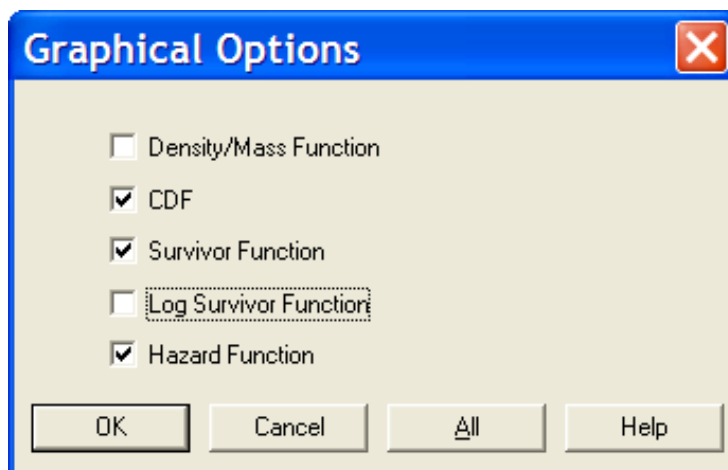 Graphical Options
Density/Mass Function
CDF
Survivor Function
Log Survivor Function
Hazard Function
OK Cancel All Help